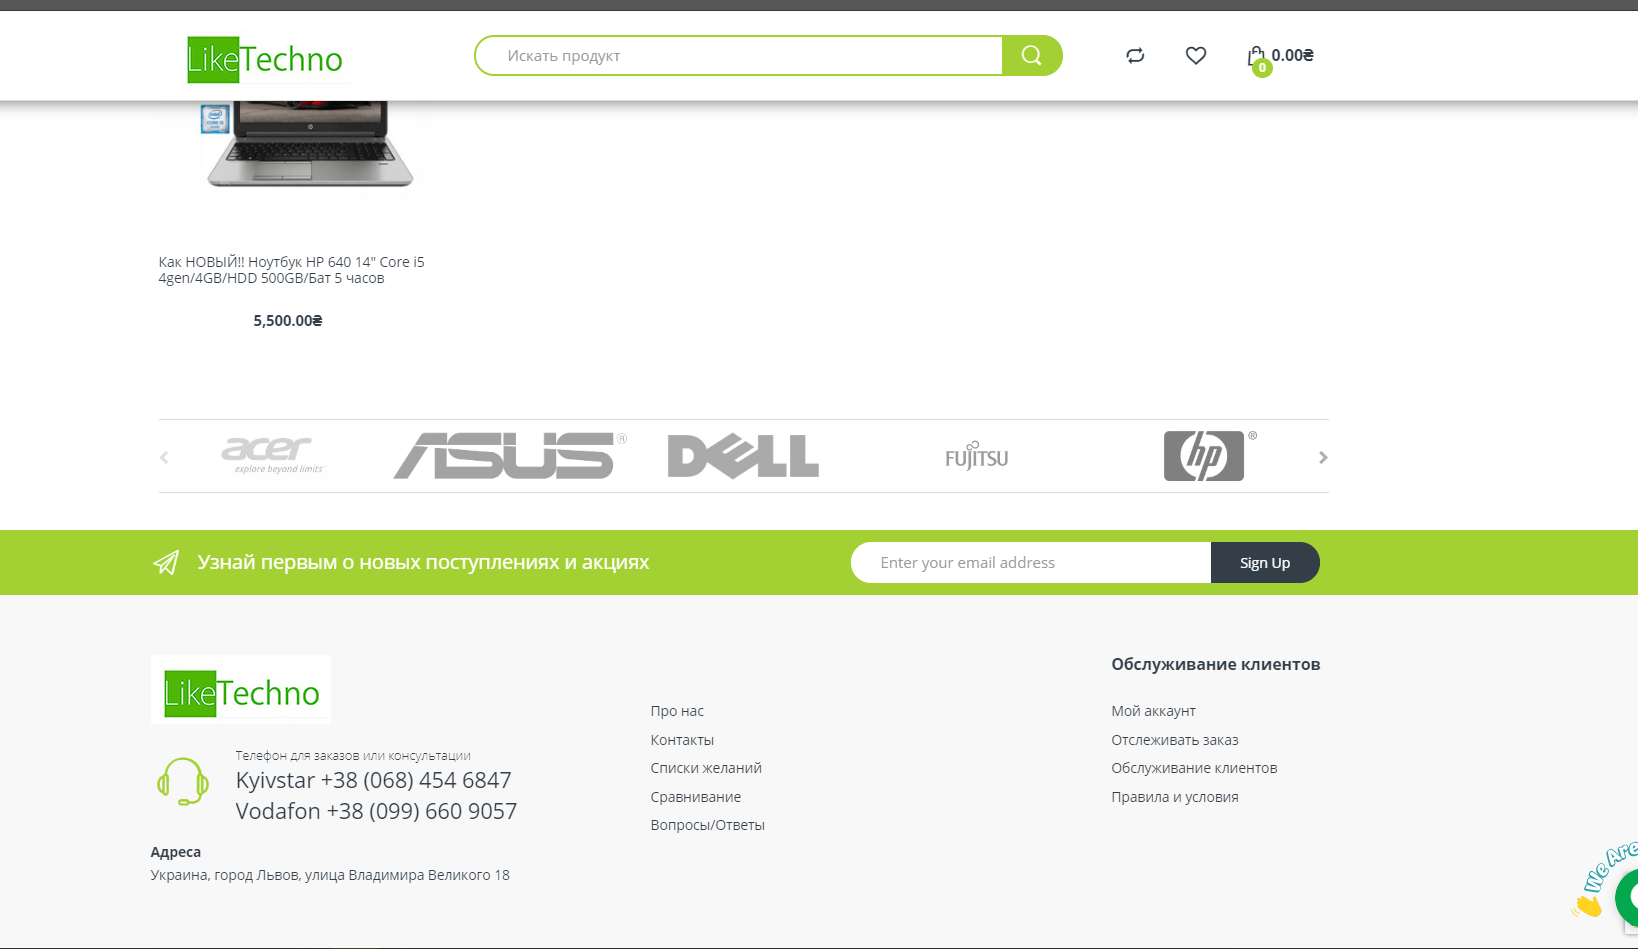 LikeTechno
Искать продукт
0.00₴
0
Как НОВЫЙ!! Ноутбук HP 640 14" Core i5
4gen/4GB/HDD 500GB/Бат 5 часов
5,500.00₴
acer
explore beyond limits™
ASUS®
DELL
FUJITSU
hp®
Узнай первым о новых поступлениях и акциях
Enter your email address
Sign Up
LikeTechno
Телефон для заказов или консультации
Kyivstar +38 (068) 454 6847
Vodafon +38 (099) 660 9057
Адреса
Украина, город Львов, улица Владимира Великого 18
Про нас
Контакты
Списки желаний
Сравнивание
Вопросы/Ответы
Обслуживание клиентов
Мой аккаунт
Отслеживать заказ
Обслуживание клиентов
Правила и условия
We Are